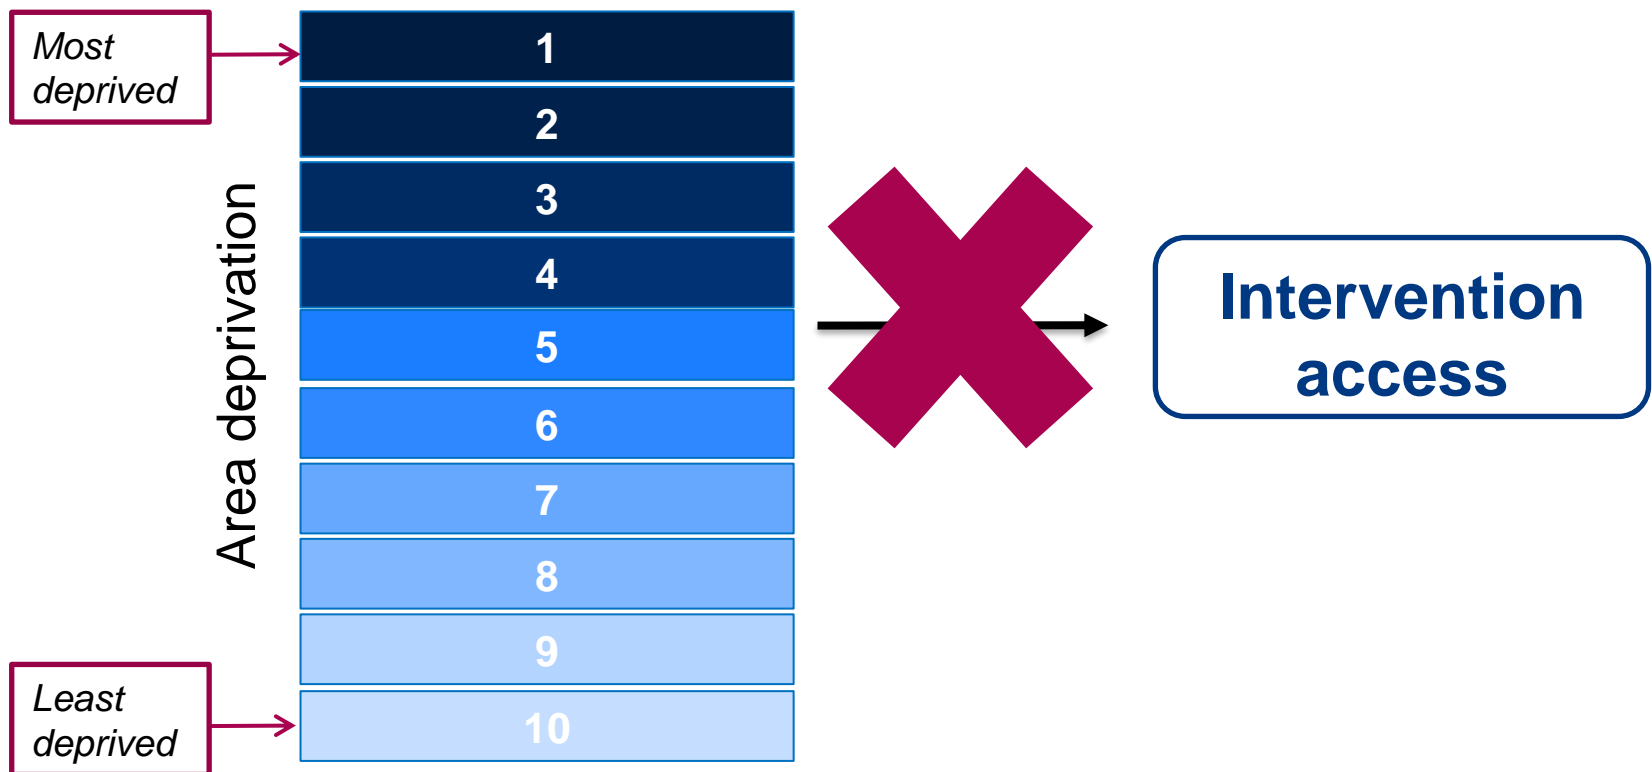 Most
deprived
Area deprivation
1
2
3
4
5
6
7
8
9
10
Least
deprived
Intervention
access